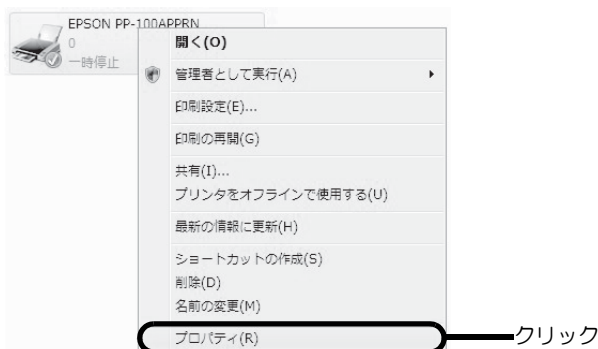 EPSON PP-100APPRN
0
一時停止
開く(O)
管理者として実行(A)
印刷設定(E)...
印刷の再開(G)
共有(I)...
プリンタをオフラインで使用する(U)
最新の情報に更新(H)
ショートカットの作成(S)
削除(D)
名前の変更(M)
プロパティ(R)
クリック